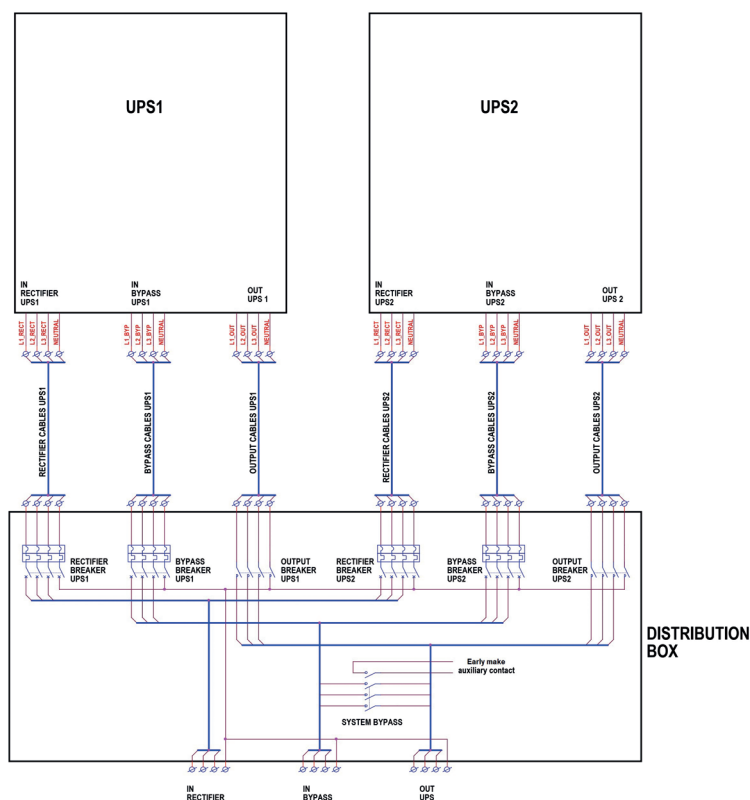 UPS1
UPS2
IN
RECTIFIER
UPS1
IN
BYPASS
UPS1
OUT
UPS 1
IN
RECTIFIER
UPS2
IN
BYPASS
UPS2
OUT
UPS 2
L1_RECT
L2_RECT
L3_RECT
NEUTRAL
L1_BYP
L2_BYP
L3_BYP
NEUTRAL
L1_OUT
L2_OUT
L3_OUT
NEUTRAL
L1_RECT
L2_RECT
L3_RECT
NEUTRAL
L1_BYP
L2_BYP
L3_BYP
NEUTRAL
L1_OUT
L2_OUT
L3_OUT
NEUTRAL
RECTIFIER CABLES UPS1
BYPASS CABLES UPS1
OUTPUT CABLES UPS1
RECTIFIER CABLES UPS2
BYPASS CABLES UPS2
OUTPUT CABLES UPS2
RECTIFIER
BREAKER
UPS1
BYPASS
BREAKER
UPS1
OUTPUT
BREAKER
UPS1
RECTIFIER
BREAKER
UPS2
BYPASS
BREAKER
UPS2
OUTPUT
BREAKER
UPS2
DISTRIBUTION
BOX
Early make
auxiliary contact
SYSTEM BYPASS
IN
RECTIFIER
IN
BYPASS
OUT
UPS